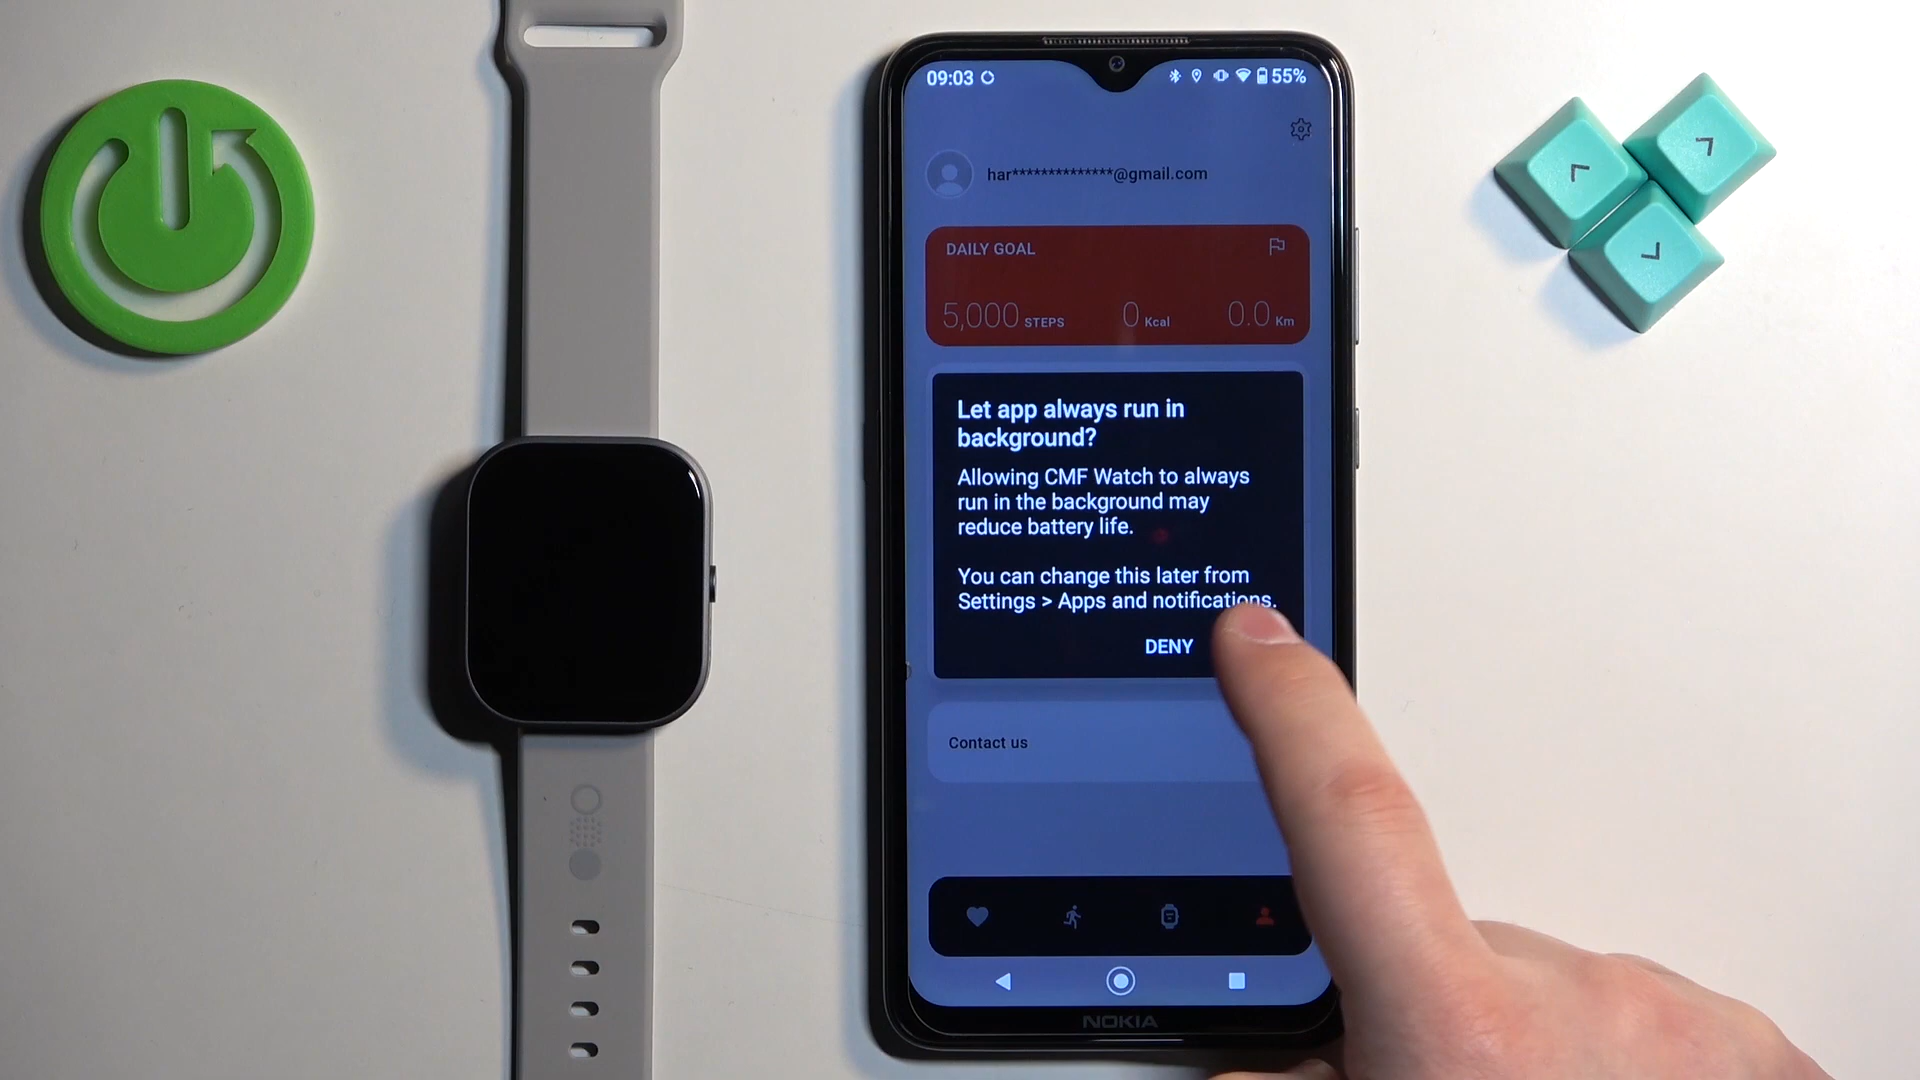 09:03
55%
har**************@gmail.com
DAILY GOAL
5,000 STEPS 0 Kcal 0.0 Km
Let app always run in
background?
Allowing CMF Watch to always
run in the background may
reduce battery life.
You can change this later from
Settings > Apps and notifications.
DENY
Contact us
NOKIA